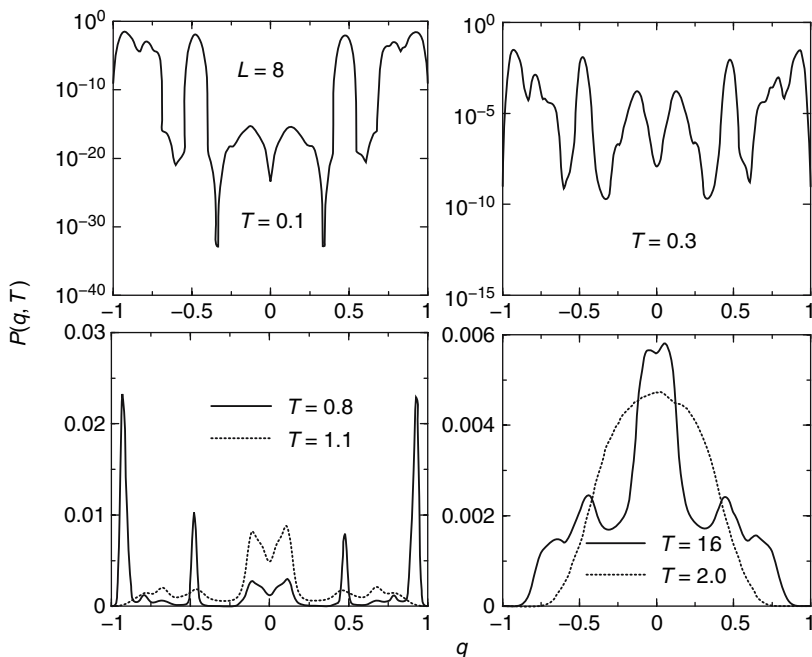 10^0
10^−10
10^−20
10^−30
10^−40
L = 8
T = 0.1
−1 −0.5 0 0.5 1
10^0
10^−5
10^−10
10^−15
T = 0.3
−1 −0.5 0 0.5 1
P(q, T)
0.03
0.02
0.01
0
T = 0.8
T = 1.1
−1 −0.5 0 0.5 1
0.006
0.004
0.002
0
T = 16
T = 2.0
−1 −0.5 0 0.5 1
q